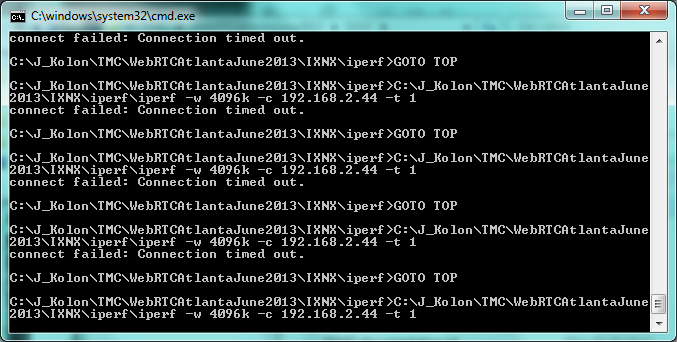 C:\windows\system32\cmd.exe
connect failed: Connection timed out.
C:\J_Kolon\TMC\WebRTCAtlantaJune2013\IXNX\iperf>GOTO TOP
C:\J_Kolon\TMC\WebRTCAtlantaJune2013\IXNX\iperf>C:\J_Kolon\TMC\WebRTCAtlantaJune
2013\IXNX\iperf\iperf -w 4096k -c 192.168.2.44 -t 1
connect failed: Connection timed out.
C:\J_Kolon\TMC\WebRTCAtlantaJune2013\IXNX\iperf>GOTO TOP
C:\J_Kolon\TMC\WebRTCAtlantaJune2013\IXNX\iperf>C:\J_Kolon\TMC\WebRTCAtlantaJune
2013\IXNX\iperf\iperf -w 4096k -c 192.168.2.44 -t 1
connect failed: Connection timed out.
C:\J_Kolon\TMC\WebRTCAtlantaJune2013\IXNX\iperf>GOTO TOP
C:\J_Kolon\TMC\WebRTCAtlantaJune2013\IXNX\iperf>C:\J_Kolon\TMC\WebRTCAtlantaJune
2013\IXNX\iperf\iperf -w 4096k -c 192.168.2.44 -t 1
connect failed: Connection timed out.
C:\J_Kolon\TMC\WebRTCAtlantaJune2013\IXNX\iperf>GOTO TOP
C:\J_Kolon\TMC\WebRTCAtlantaJune2013\IXNX\iperf>C:\J_Kolon\TMC\WebRTCAtlantaJune
2013\IXNX\iperf\iperf -w 4096k -c 192.168.2.44 -t 1